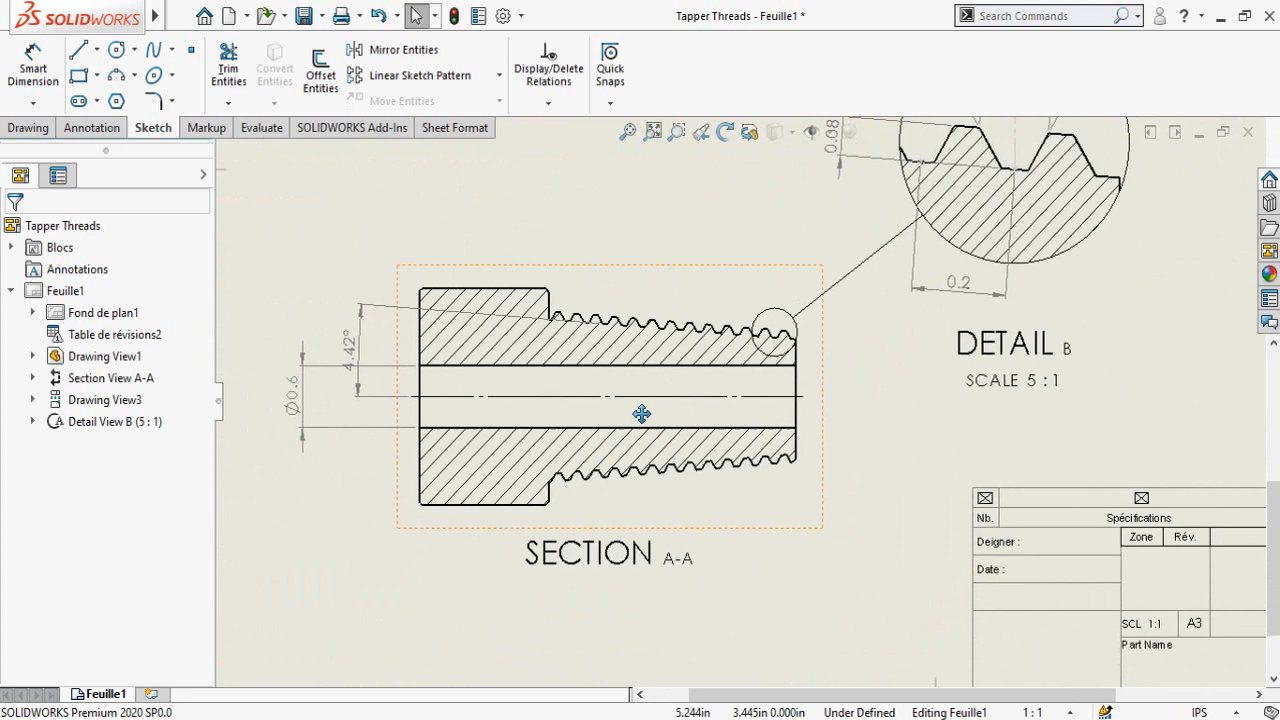 SOLIDWORKS
Tapper Threads - Feuille1 *
Search Commands
Smart Dimension
Trim Entities
Convert Entities
Offset Entities
Mirror Entities
Linear Sketch Pattern
Move Entities
Display/Delete Relations
Quick Snaps
Drawing
Annotation
Sketch
Markup
Evaluate
SOLIDWORKS Add-Ins
Sheet Format
Tapper Threads
Blocs
Annotations
Feuille1
Fond de plan1
Table de révisions2
Drawing View1
Section View A-A
Drawing View3
Detail View B (5 : 1)
0.08
0.2
DETAIL B
SCALE 5 : 1
4.42°
Ø0.6
SECTION A-A
Nb.
Spécifications
Deigner :
Zone
Rév.
Date :
SCL 1:1
A3
Part Name
Feuille1
SOLIDWORKS Premium 2020 SP0.0
5.244in
3.445in 0.000in
Under Defined
Editing Feuille1
1 : 1
IPS